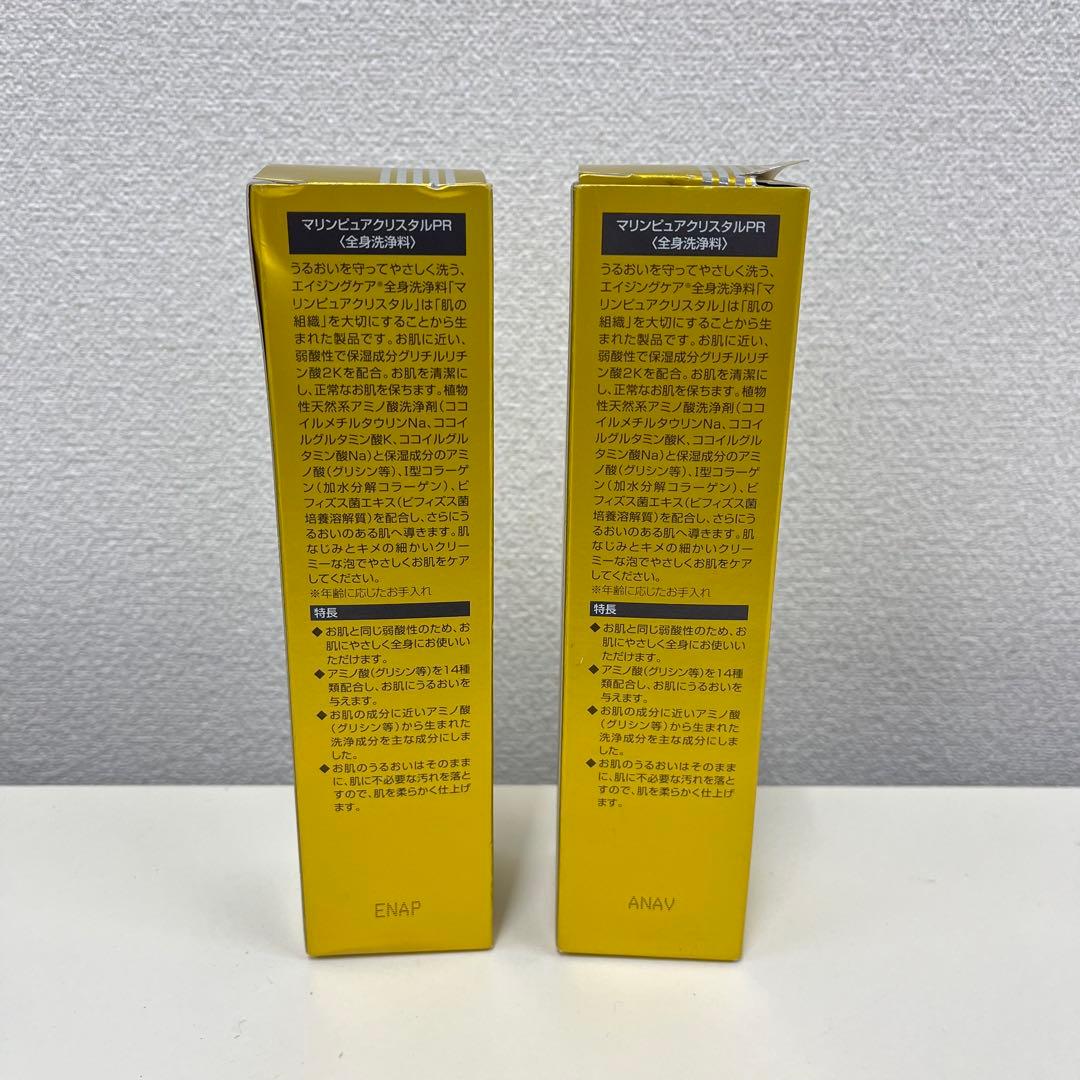 マリンピュアクリスタルPR
〈全身洗浄料〉
うるおいを守ってやさしく洗う、
エイジングケア※全身洗浄料「マ
リンピュアクリスタル」は「肌の
組織」を大切にすることから生
まれた製品です。お肌に近い、
弱酸性で保湿成分グリチルリチ
ン酸2Kを配合。お肌を清潔に
し、正常なお肌を保ちます。植物
性天然系アミノ酸洗浄剤（ココ
イルメチルタウリンNa、ココイ
ルグルタミン酸K、ココイルグル
タミン酸Na）と保湿成分のアミ
ノ酸（グリシン等）、I型コラーゲ
ン（加水分解コラーゲン）、ビ
フィズス菌エキス（ビフィズス菌
培養溶解質）を配合し、さらにう
るおいのある肌へ導きます。肌
なじみとキメの細かいクリー
ミーな泡でやさしくお肌をケア
してください。
※年齢に応じたお手入れ
特長
◆お肌と同じ弱酸性のため、お
肌にやさしく全身にお使いい
ただけます。
◆アミノ酸（グリシン等）を14種
類配合し、お肌にうるおいを
与えます。
◆お肌の成分に近いアミノ酸
（グリシン等）から生まれた
洗浄成分を主な成分にしま
した。
◆お肌のうるおいはそのまま
に、肌に不必要な汚れを落と
すので、肌を柔らかく仕上げ
ます。
ENAP
マリンピュアクリスタルPR
〈全身洗浄料〉
うるおいを守ってやさしく洗う、
エイジングケア※全身洗浄料「マ
リンピュアクリスタル」は「肌の
組織」を大切にすることから生
まれた製品です。お肌に近い、
弱酸性で保湿成分グリチルリチ
ン酸2Kを配合。お肌を清潔に
し、正常なお肌を保ちます。植物
性天然系アミノ酸洗浄剤（ココ
イルメチルタウリンNa、ココイ
ルグルタミン酸K、ココイルグル
タミン酸Na）と保湿成分のアミ
ノ酸（グリシン等）、I型コラーゲ
ン（加水分解コラーゲン）、ビ
フィズス菌エキス（ビフィズス菌
培養溶解質）を配合し、さらにう
るおいのある肌へ導きます。肌
なじみとキメの細かいクリー
ミーな泡でやさしくお肌をケア
してください。
※年齢に応じたお手入れ
特長
◆お肌と同じ弱酸性のため、お
肌にやさしく全身にお使いい
ただけます。
◆アミノ酸（グリシン等）を14種
類配合し、お肌にうるおいを
与えます。
◆お肌の成分に近いアミノ酸
（グリシン等）から生まれた
洗浄成分を主な成分にしま
した。
◆お肌のうるおいはそのまま
に、肌に不必要な汚れを落と
すので、肌を柔らかく仕上げ
ます。
ANAV